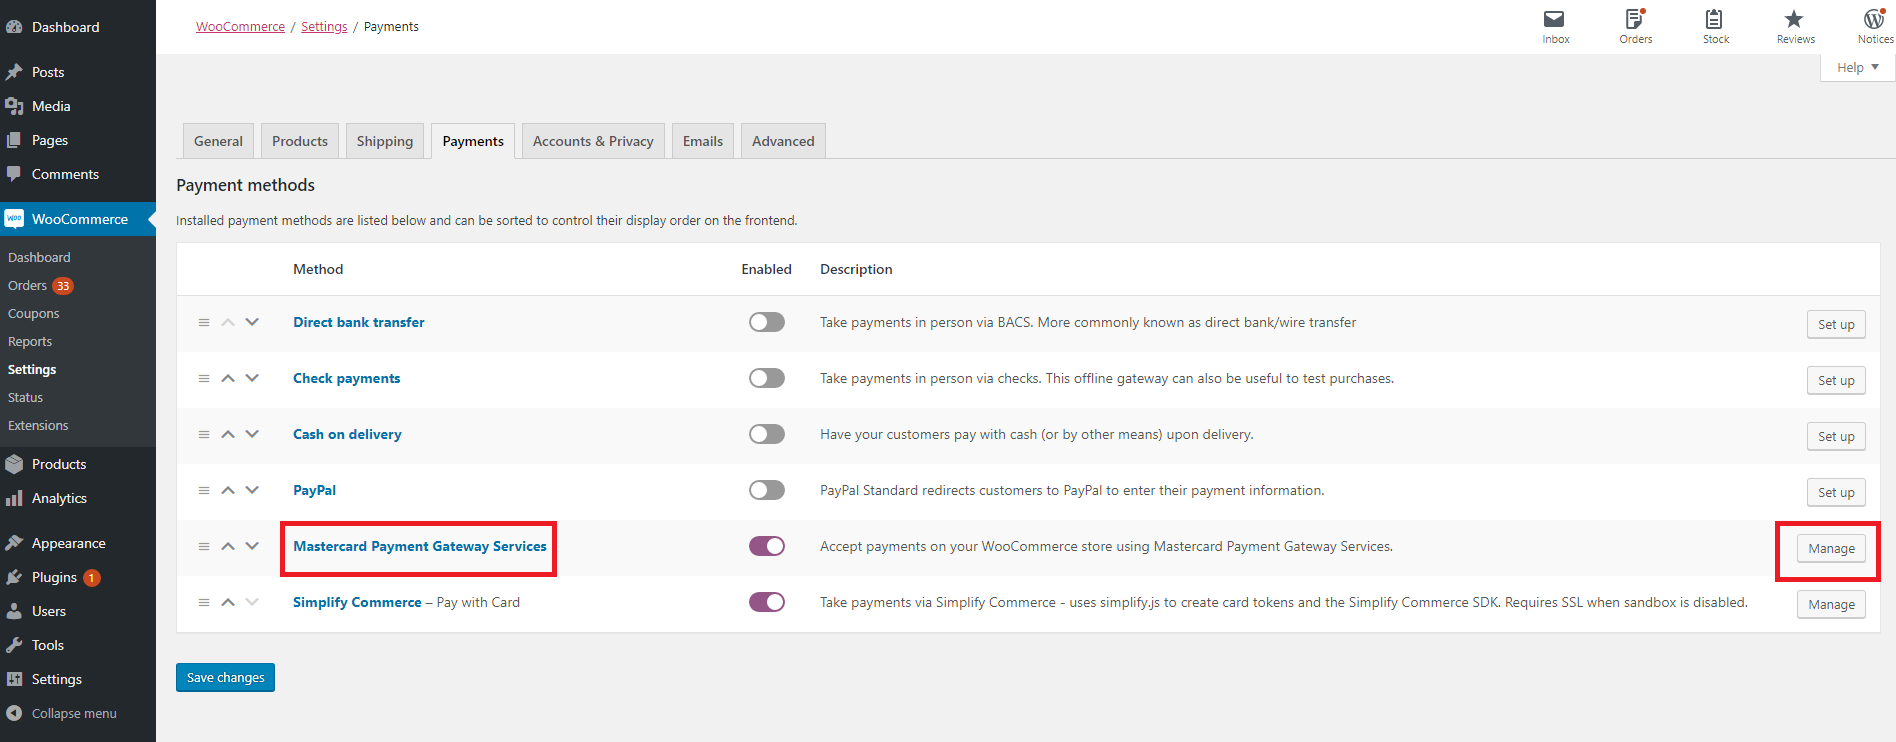 Dashboard
Posts
Media
Pages
Comments
WOO WooCommerce
Dashboard
Orders 33
Coupons
Reports
Settings
Status
Extensions
Products
Analytics
Appearance
Plugins 1
Users
Tools
Settings
Collapse menu
WooCommerce / Settings / Payments
Inbox Orders Stock Reviews Notices
Help
General Products Shipping Payments Accounts & Privacy Emails Advanced
Payment methods
Installed payment methods are listed below and can be sorted to control their display order on the frontend.
Method Enabled Description
Direct bank transfer Take payments in person via BACS. More commonly known as direct bank/wire transfer Set up
Check payments Take payments in person via checks. This offline gateway can also be useful to test purchases. Set up
Cash on delivery Have your customers pay with cash (or by other means) upon delivery. Set up
PayPal PayPal Standard redirects customers to PayPal to enter their payment information. Set up
Mastercard Payment Gateway Services Accept payments on your WooCommerce store using Mastercard Payment Gateway Services. Manage
Simplify Commerce – Pay with Card Take payments via Simplify Commerce - uses simplify.js to create card tokens and the Simplify Commerce SDK. Requires SSL when sandbox is disabled. Manage
Save changes